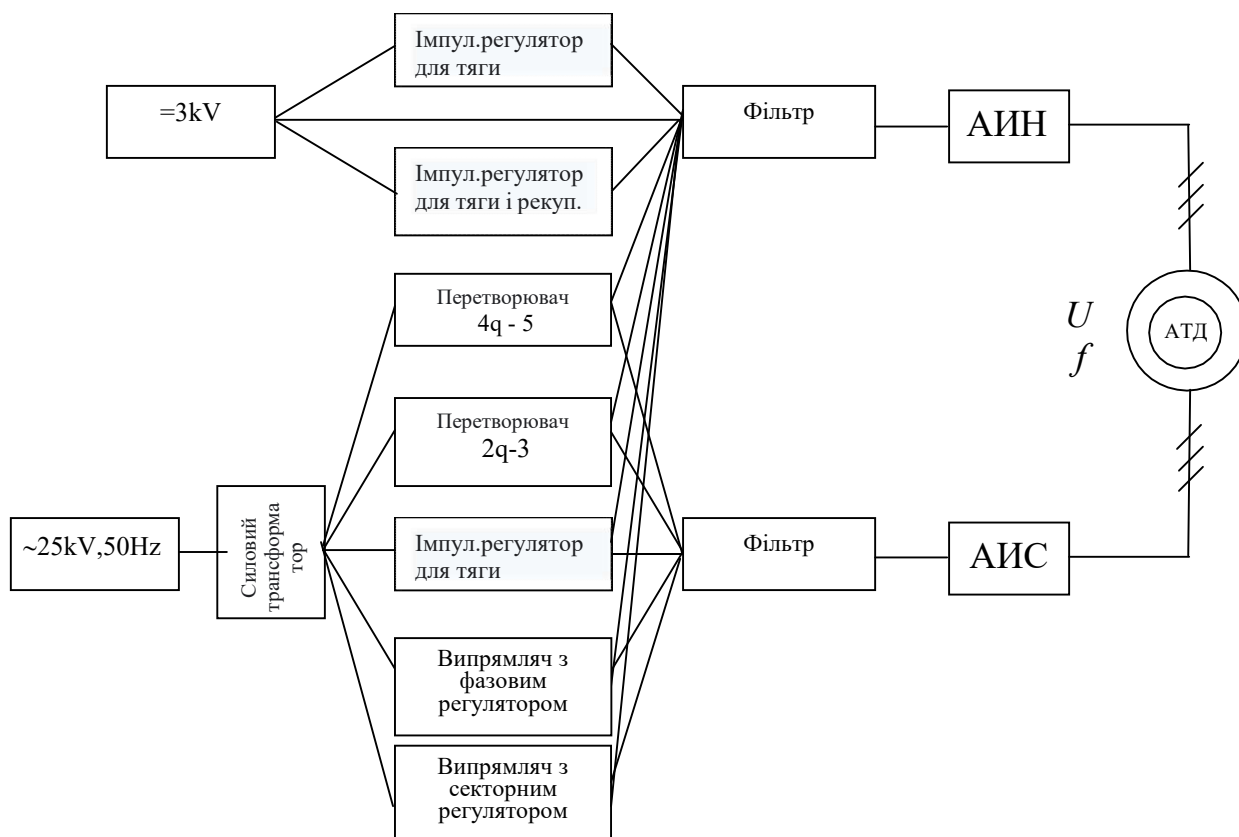 Імпул.регулятор
для тяги
=3kV
Фільтр
АИН
Імпул.регулятор
для тяги і рекуп.
Перетворювач
4q - 5
U
f
АТД
Перетворювач
2q-3
~25kV,50Hz
Силовий
трансформа
тор
Імпул.регулятор
для тяги
Фільтр
АИС
Випрямляч з
фазовим
регулятором
Випрямляч з
секторним
регулятором